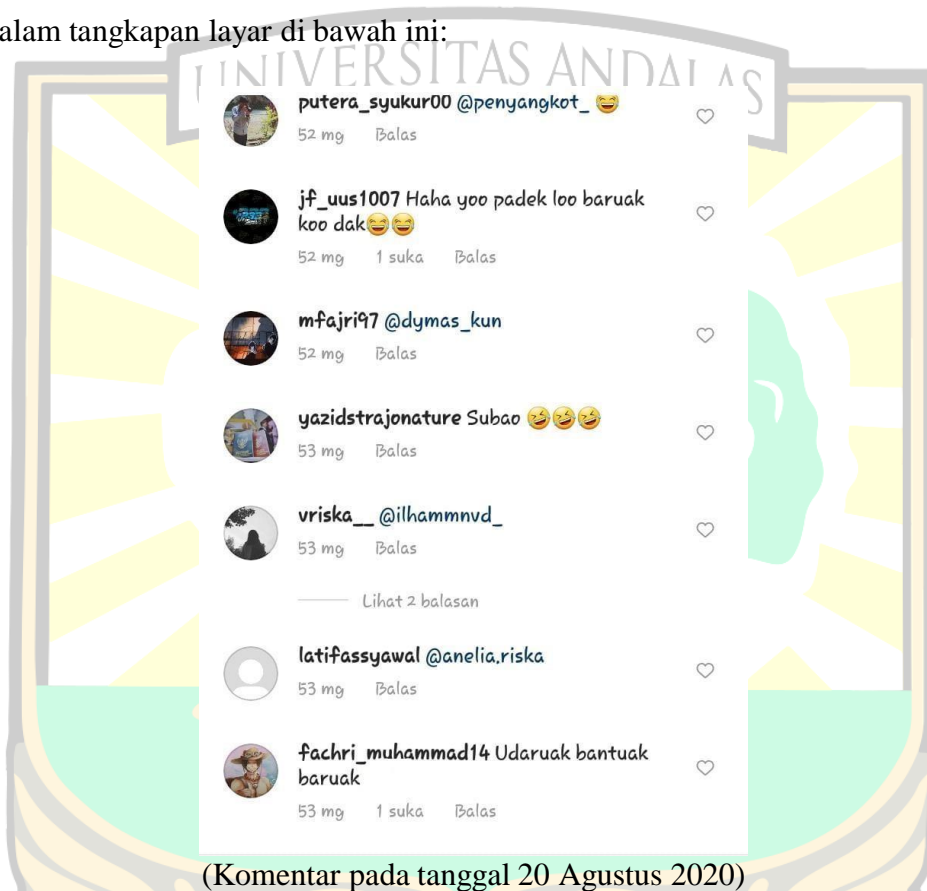 alam tangkapan layar di bawah ini:
UNIVERSITAS ANDALAS
putera_syukur00 @penyangkot_ 😄
52 mg Balas
jf_uus1007 Haha yoo padek loo baruak
koo dak😄😄
52 mg 1 suka Balas
mfajri97 @dymas_kun
52 mg Balas
yazidstrajonature Subao 🤣🤣🤣
53 mg Balas
vriska__ @ilhammnvd_
53 mg Balas
Lihat 2 balasan
latifassyawal @anelia.riska
53 mg Balas
fachri_muhammad14 Udaruak bantuak
baruak
53 mg 1 suka Balas
(Komentar pada tanggal 20 Agustus 2020)